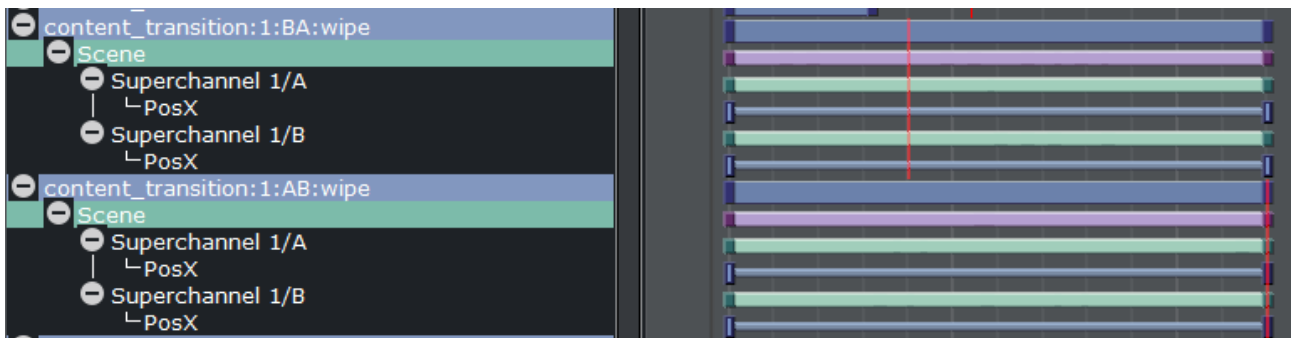 content_transition:1:BA:wipe
Scene
Superchannel 1/A
PosX
Superchannel 1/B
PosX
content_transition:1:AB:wipe
Scene
Superchannel 1/A
PosX
Superchannel 1/B
PosX